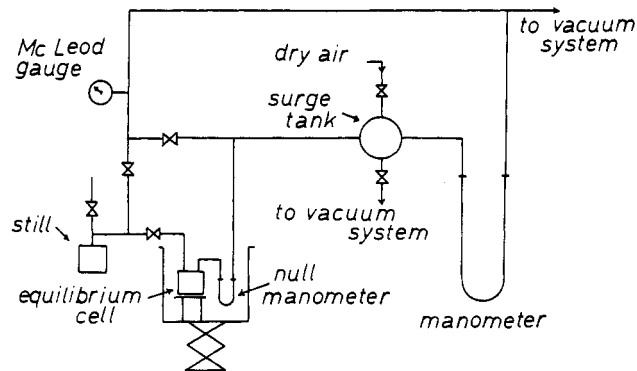 to vacuum
system
Mc Leod
gauge
dry air
surge
tank
to vacuum
system
still
equilibrium
cell
null
manometer
manometer